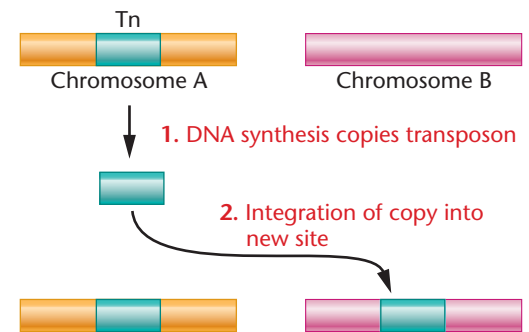 Tn
Chromosome A
Chromosome B
1. DNA synthesis copies transposon
2. Integration of copy into
new site